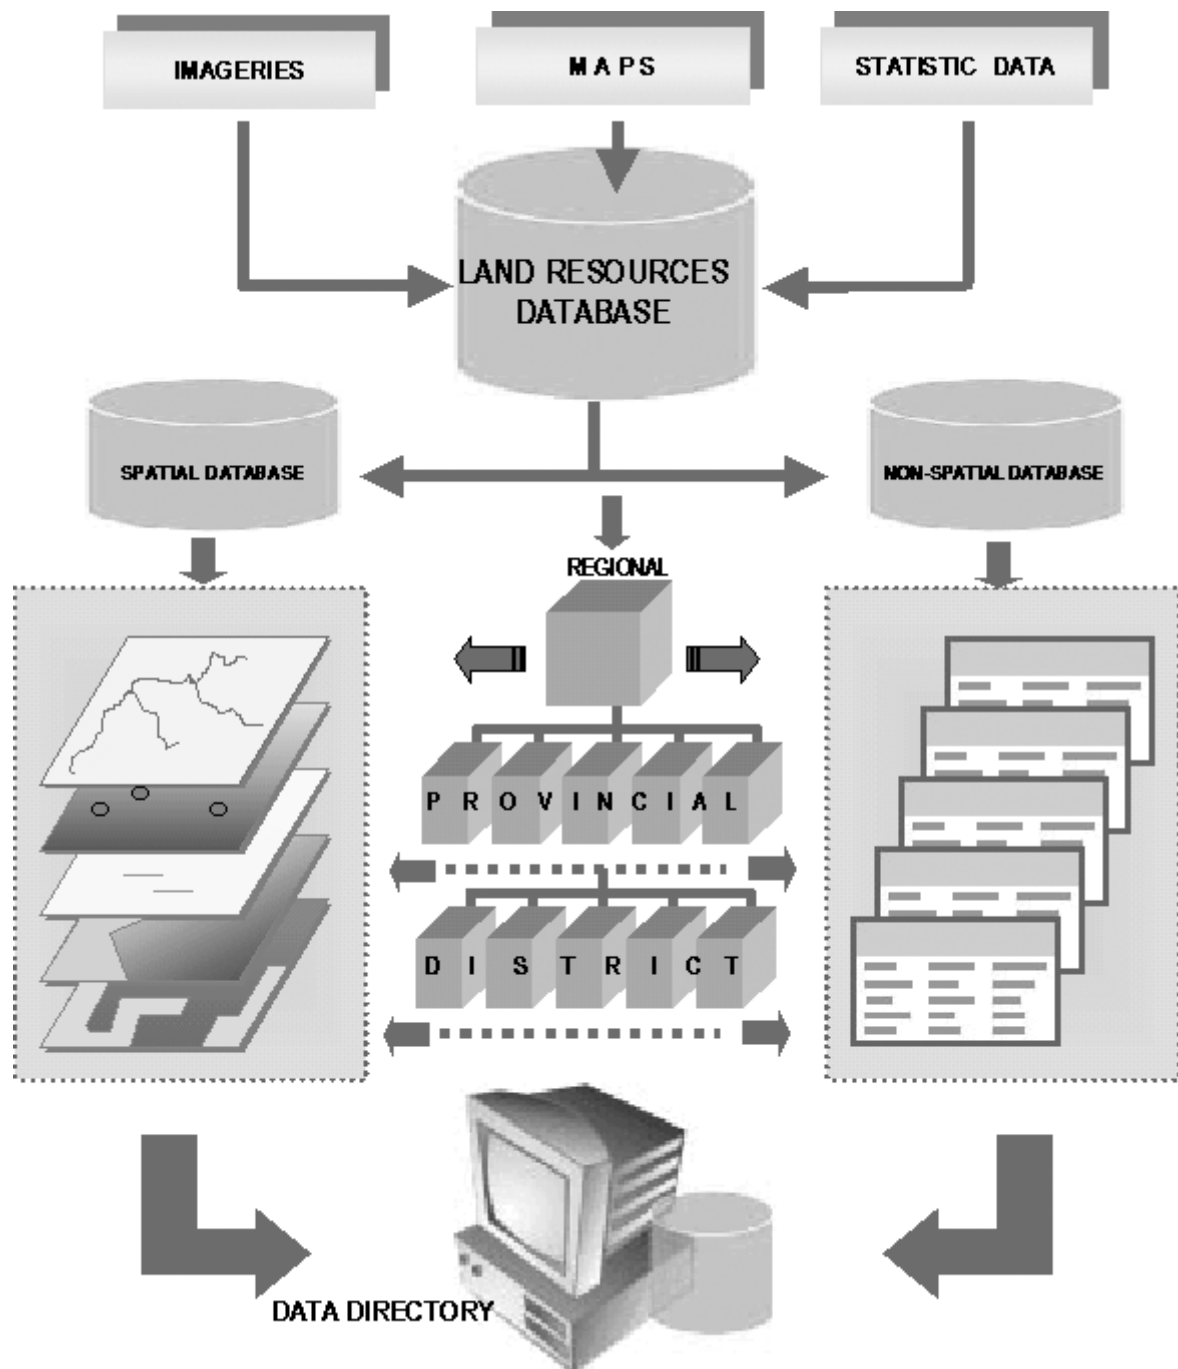 IMAGERIES
MAPS
STATISTIC DATA
LAND RESOURCES
DATABASE
SPATIAL DATABASE
NON-SPATIAL DATABASE
REGIONAL
PROVINCIAL
DISTRICT
DATA DIRECTORY